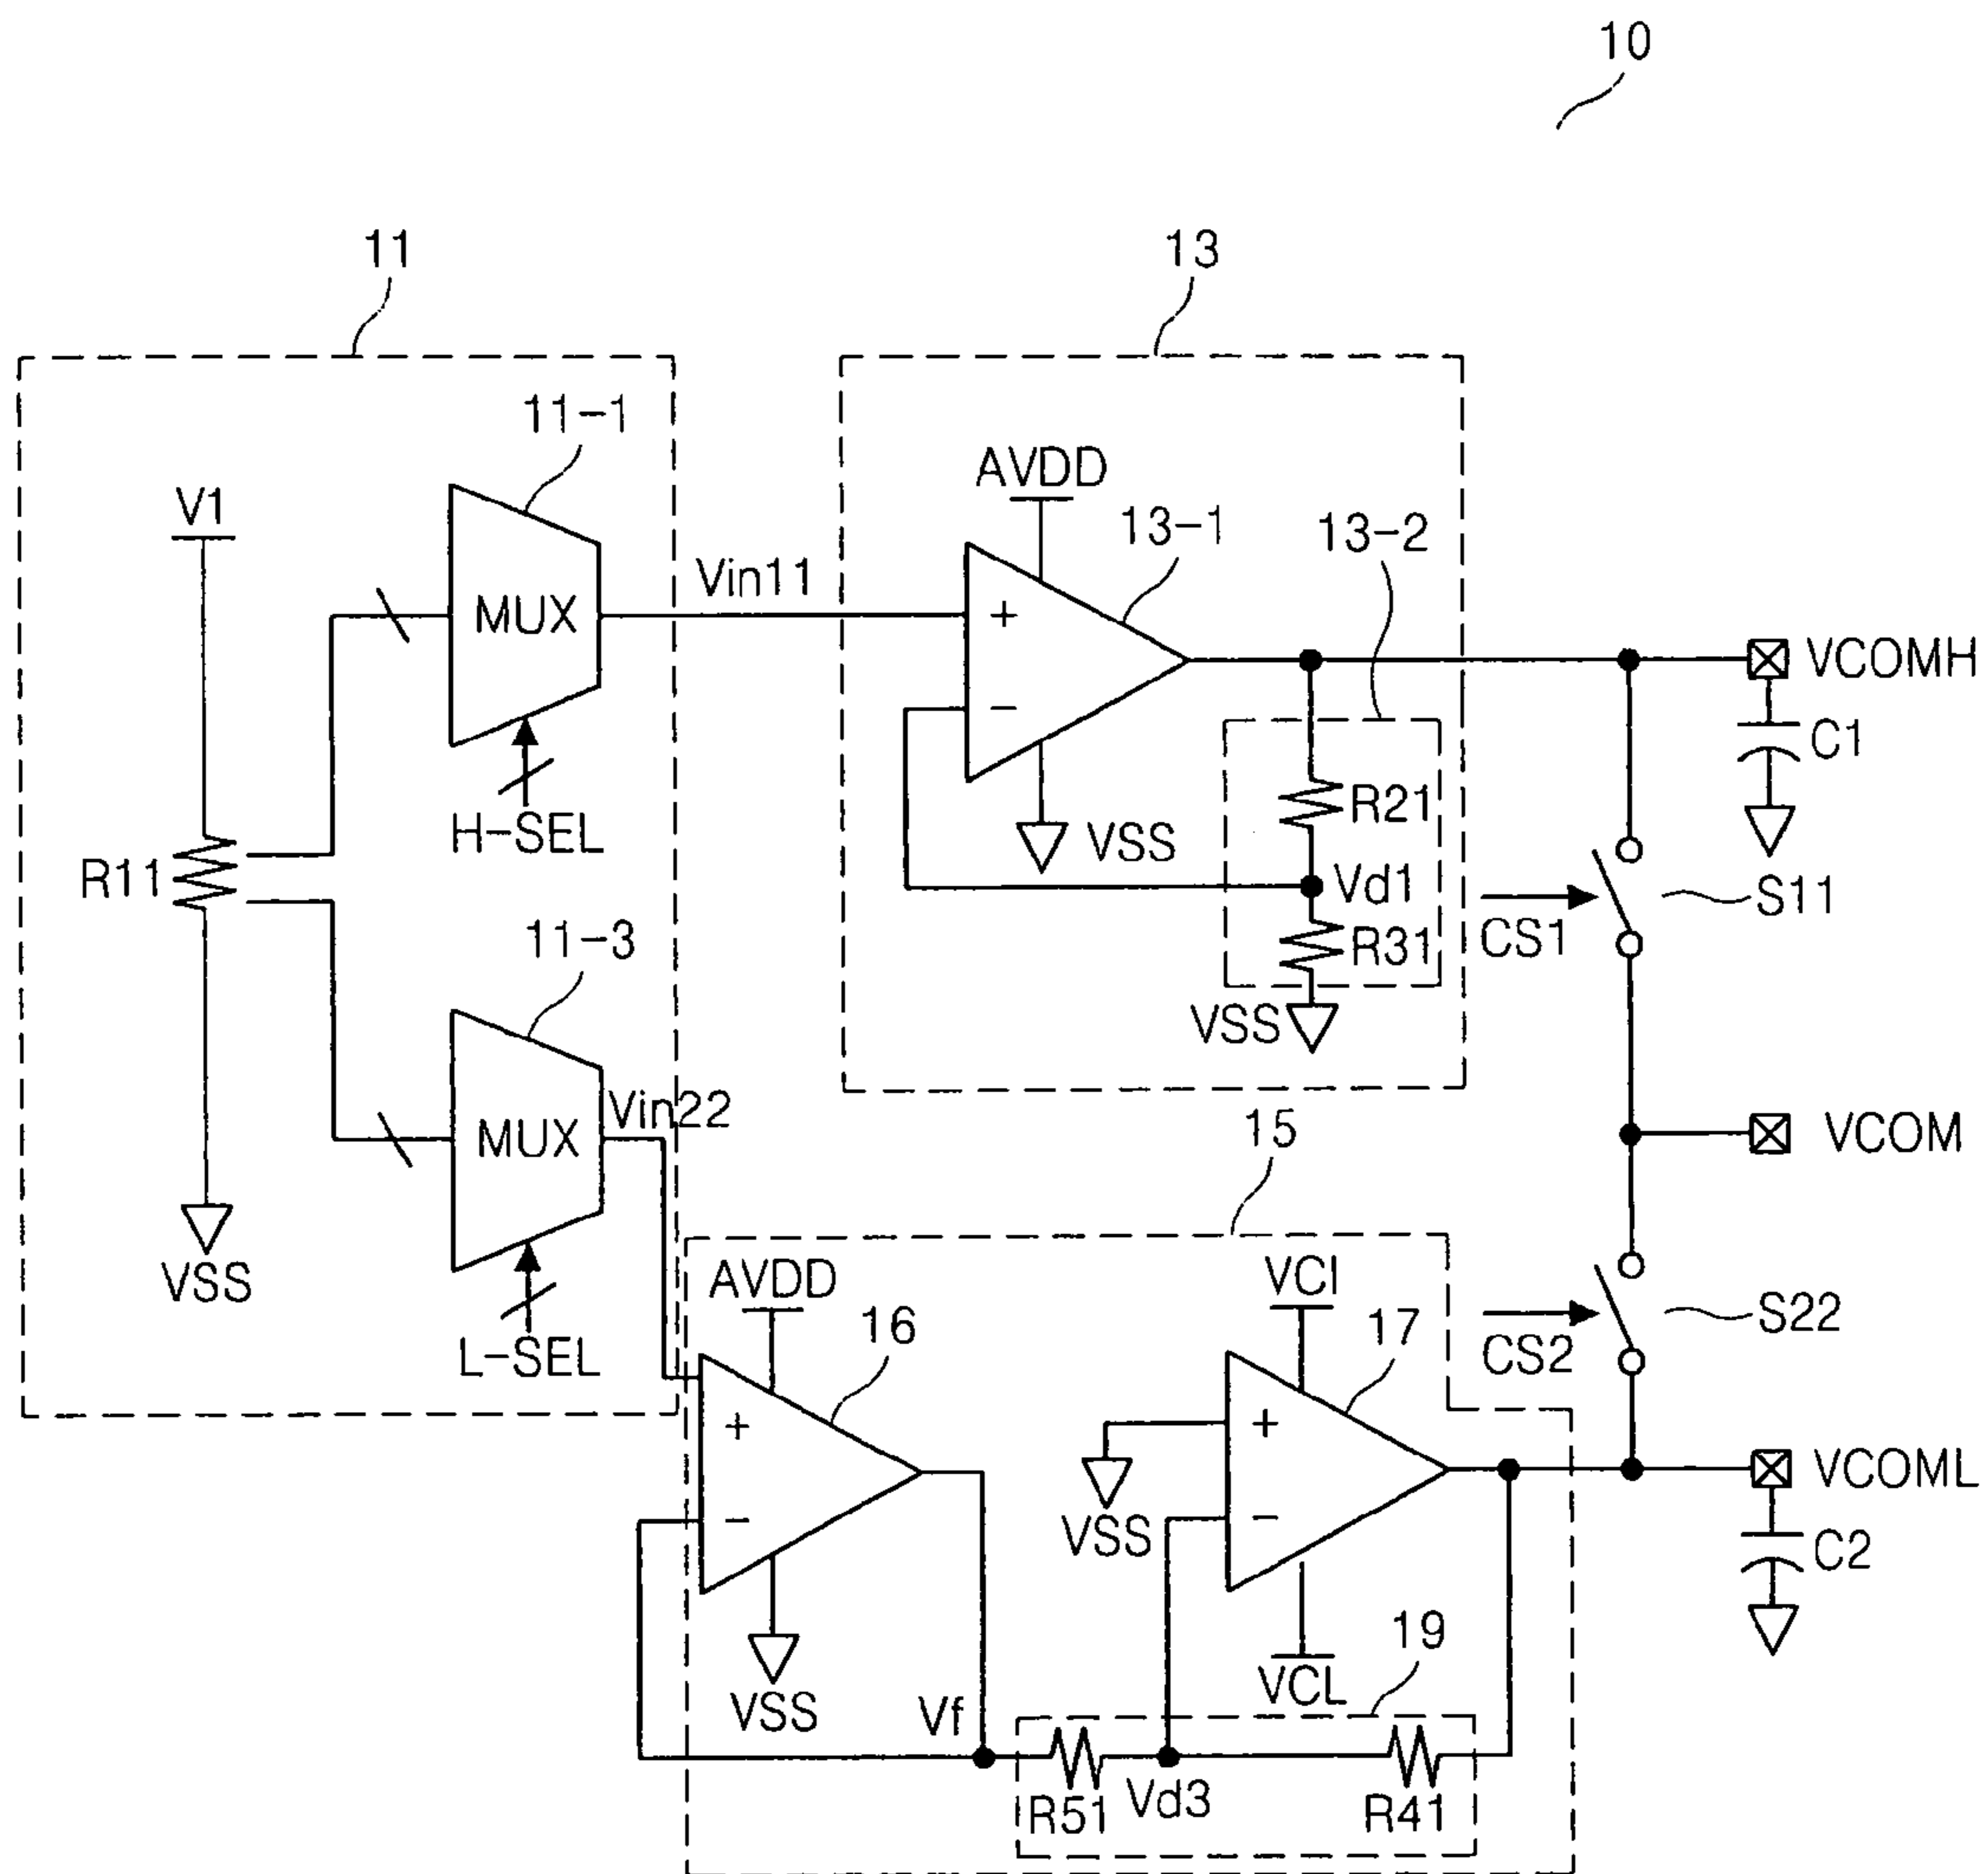 10
11
13
11-1
AVDD
V1
13-1
13-2
Vin11
MUX
+
VCOMH
-
C1
R21
H-SEL
VSS
R11
Vd1
S11
CS1
11-3
R31
VSS
Vin22
15
MUX
VCOM
VSS
AVDD
VCI
16
17
S22
L-SEL
CS2
+
+
VCOML
-
-
VSS
C2
19
VCL
VSS
Vf
Vd3
R51
R41